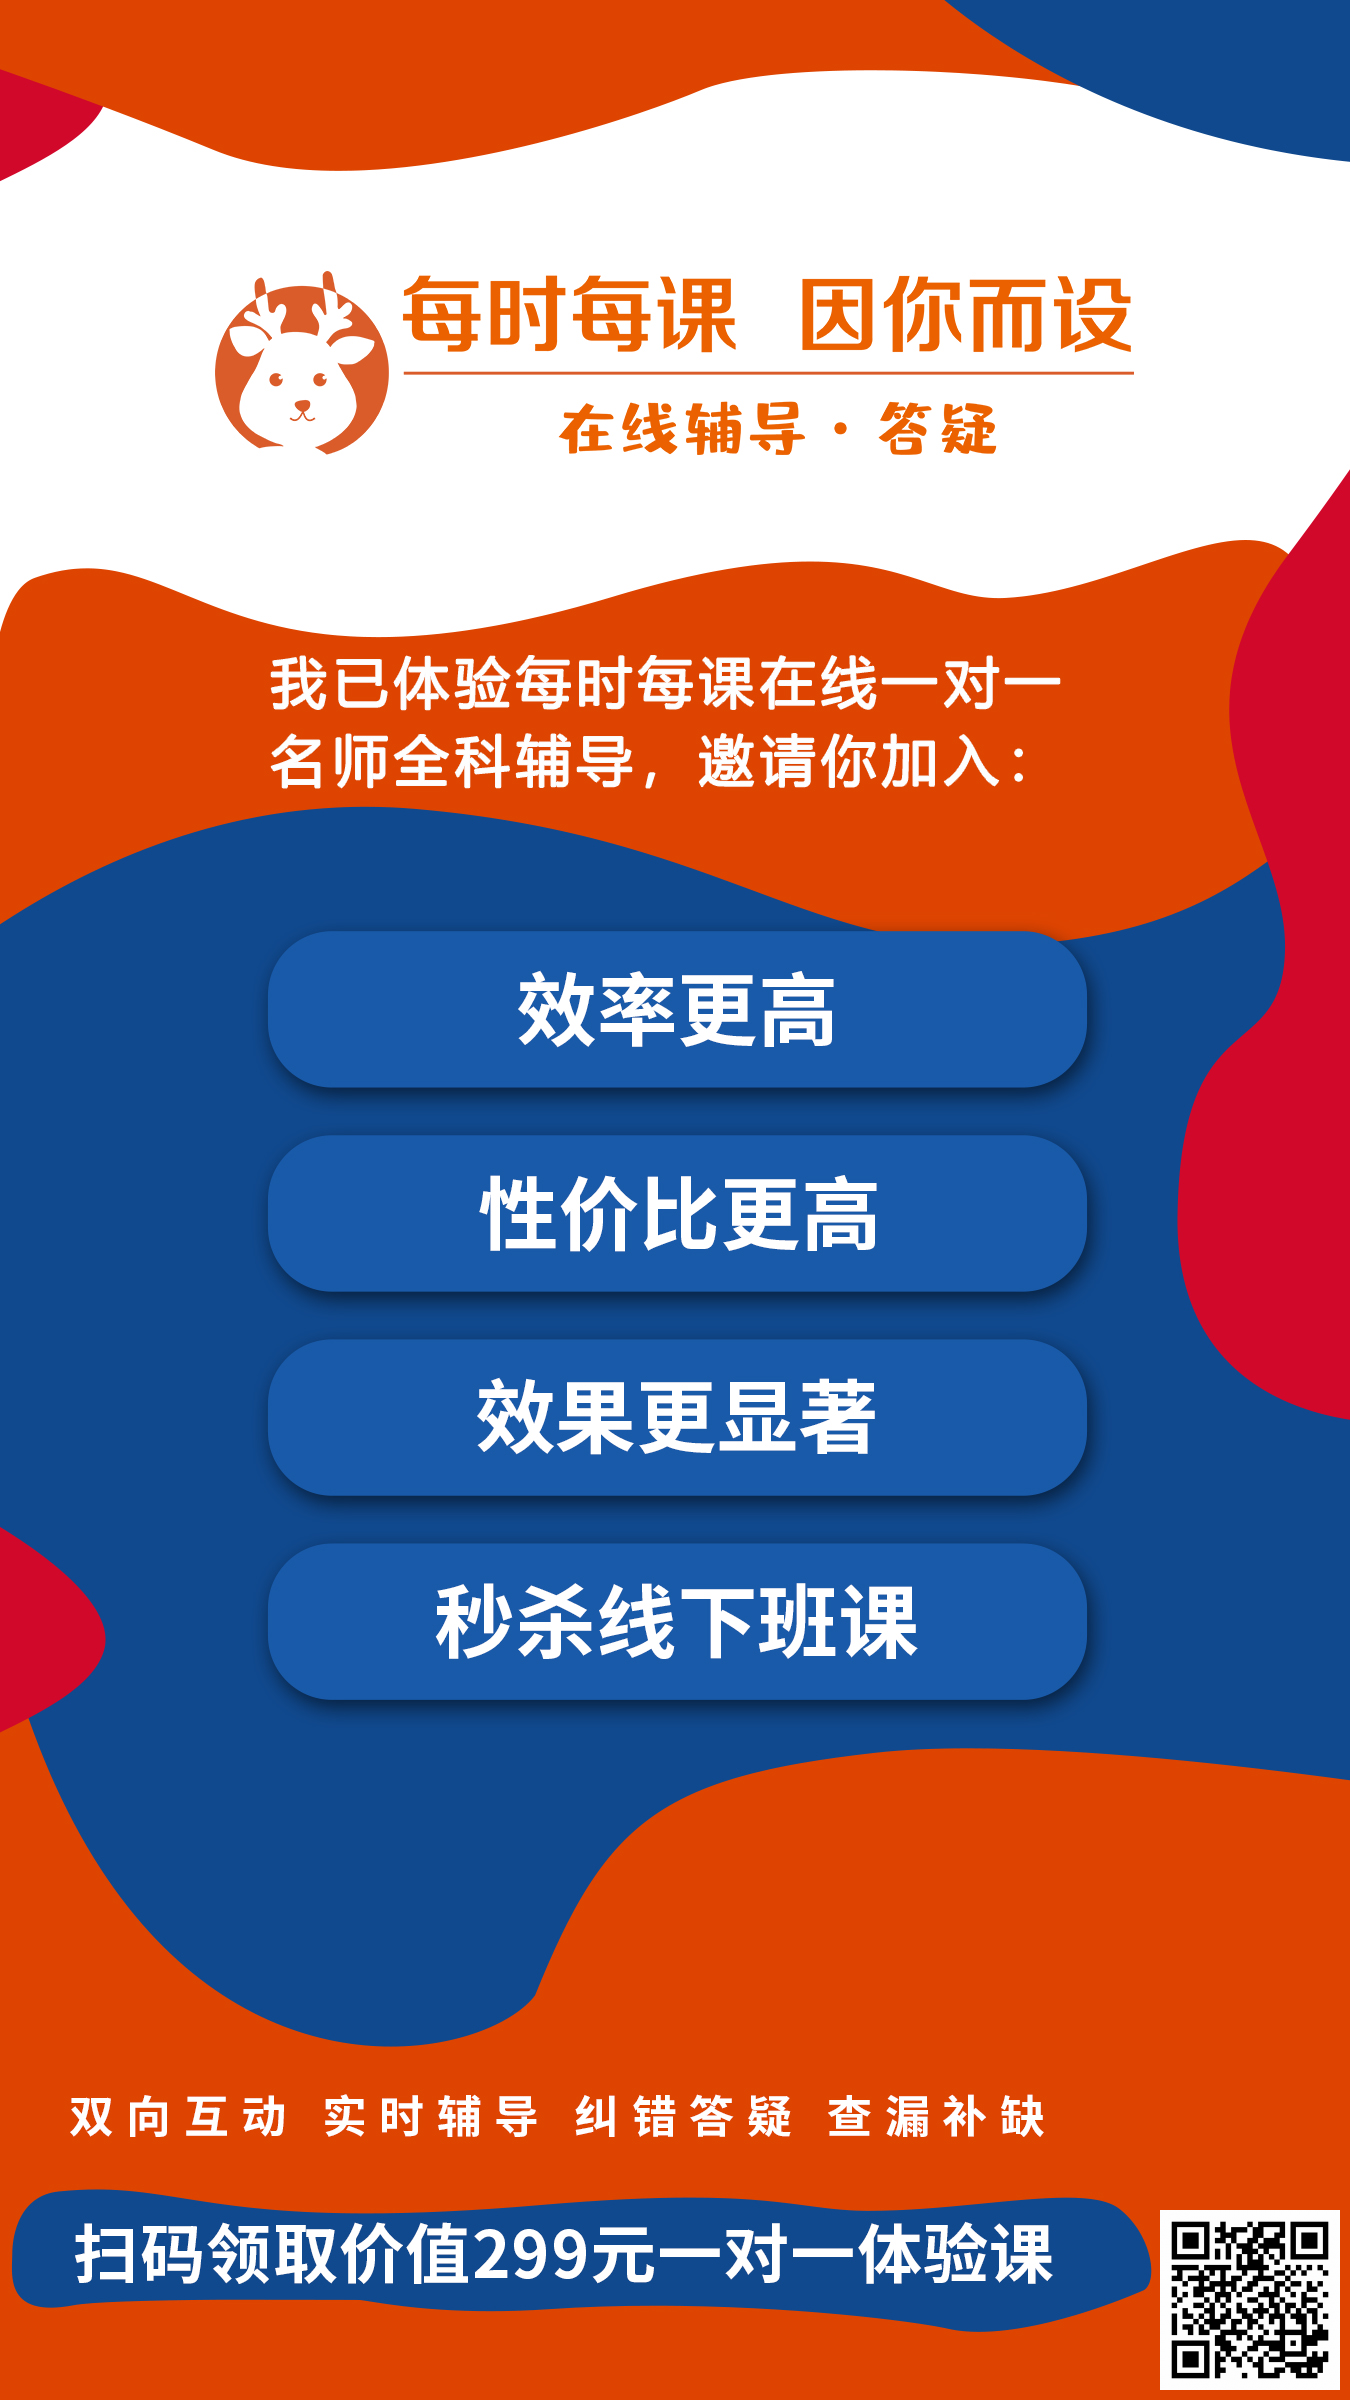 每时每课 因你而设
在线辅导·答疑
我已体验每时每课在线一对一
名师全科辅导，邀请你加入：
效率更高
性价比更高
效果更显著
秒杀线下班课
双向互动 实时辅导 纠错答疑 查漏补缺
扫码领取价值299元一对一体验课